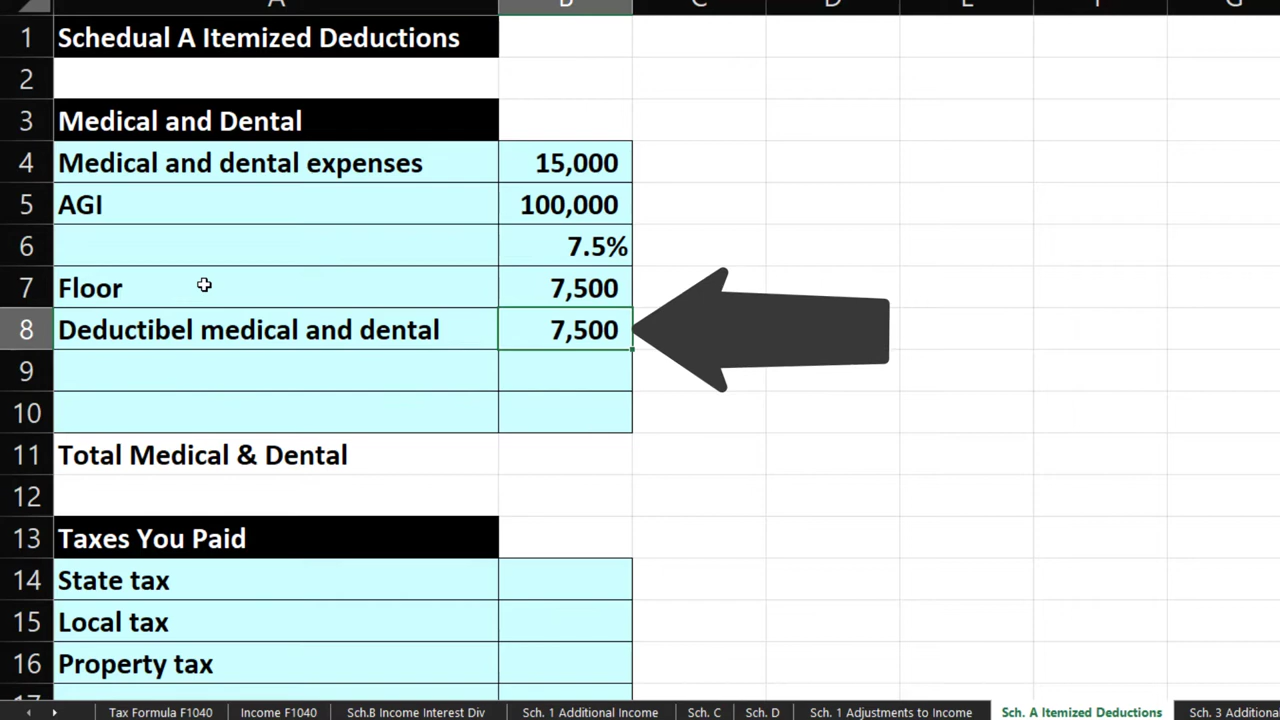 A B C D E F G
1 Schedual A Itemized Deductions
2
3 Medical and Dental
4 Medical and dental expenses 15,000
5 AGI 100,000
6 7.5%
7 Floor 7,500
8 Deductibel medical and dental 7,500
9
10
11 Total Medical & Dental
12
13 Taxes You Paid
14 State tax
15 Local tax
16 Property tax
17
Tax Formula F1040 Income F1040 Sch.B Income Interest Div Sch. 1 Additional Income Sch. C Sch. D Sch. 1 Adjustments to Income Sch. A Itemized Deductions Sch. 3 Additional